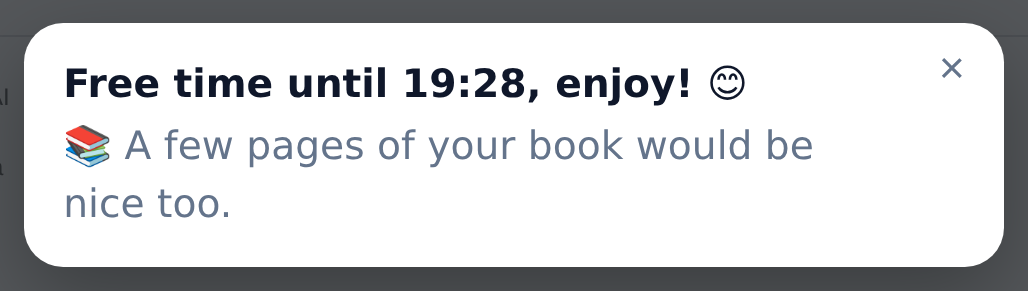 Free time until 19:28, enjoy! 😊
📚 A few pages of your book would be
nice too.